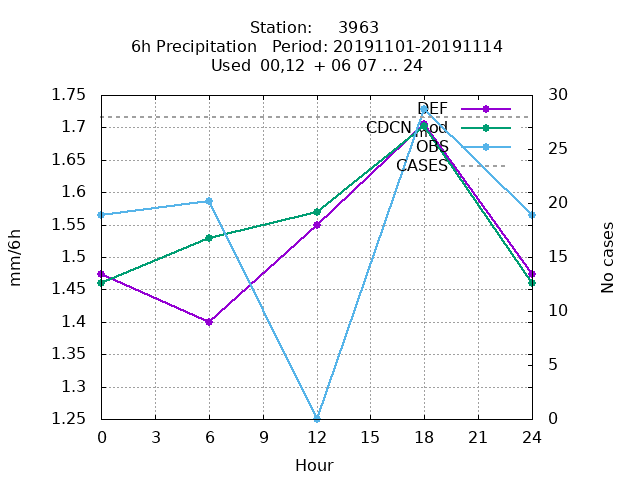 Station: 3963
6h Precipitation Period: 20191101-20191114
Used 00,12 + 06 07 ... 24
1.75
1.7
1.65
1.6
1.55
1.5
1.45
1.4
1.35
1.3
1.25
30
25
20
15
10
5
0
DEF
CDCN mod
OBS
CASES
mm/6h
No cases
0 3 6 9 12 15 18 21 24
Hour